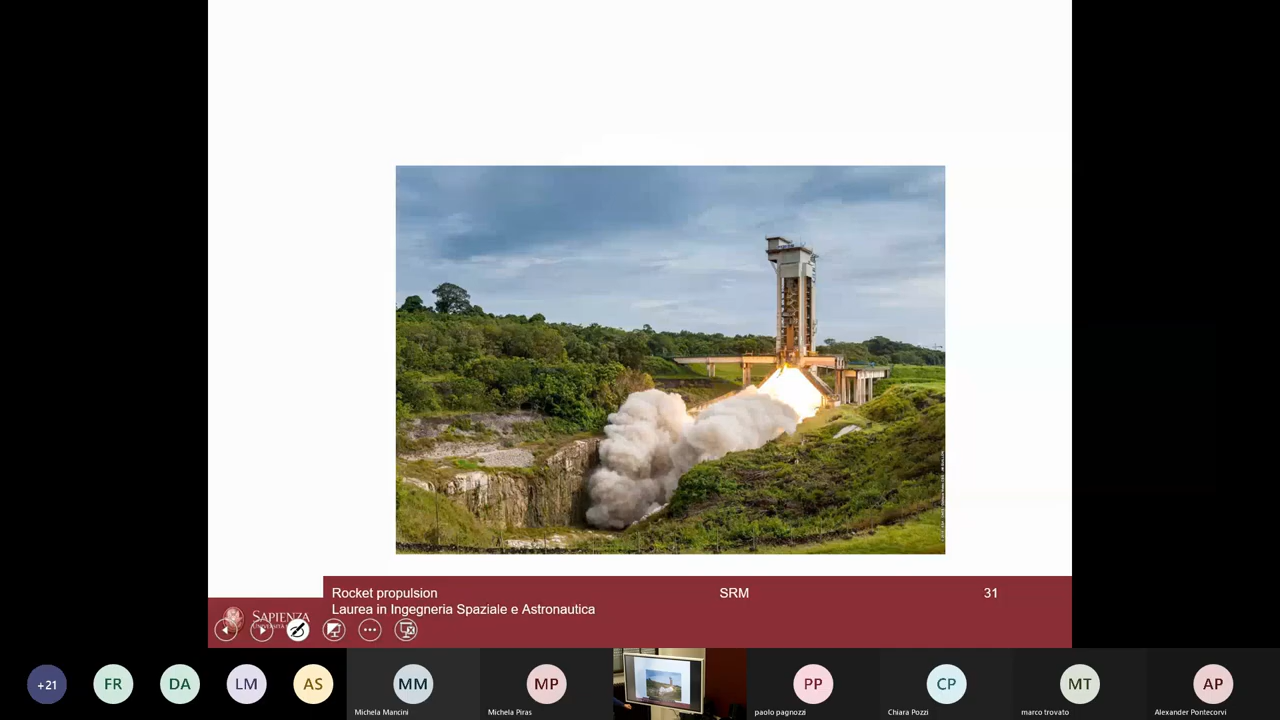 Rocket propulsion
SRM
31
Laurea in Ingegneria Spaziale e Astronautica
SAPIENZA
+21
FR
DA
LM
AS
MM
MP
PP
CP
MT
AP
Michela Mancini
Michela Piras
paolo pagnozzi
Chiara Pozzi
marco trovato
Alexander Pontecorvi